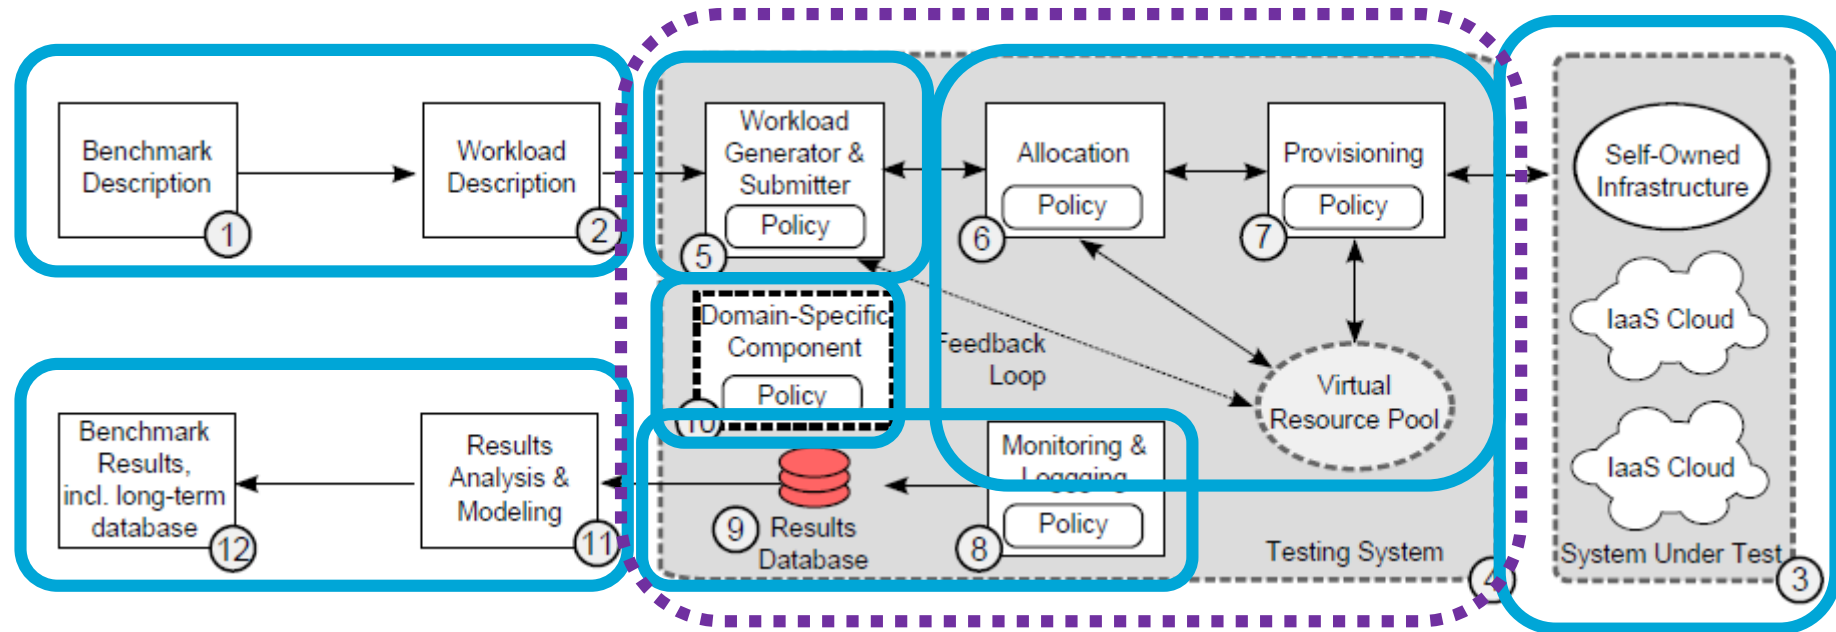 Benchmark
Description
1
Workload
Description
2
Workload
Generator &
Submitter
Policy
5
Allocation
Policy
6
Provisioning
Policy
7
Self-Owned
Infrastructure
IaaS Cloud
IaaS Cloud
System Under Test
3
Domain-Specific
Component
Policy
10
Feedback
Loop
Virtual
Resource Pool
Monitoring &
Loggging
Policy
8
9
Results
Database
Testing System
4
Results
Analysis &
Modeling
11
Benchmark
Results,
incl. long-term
database
12